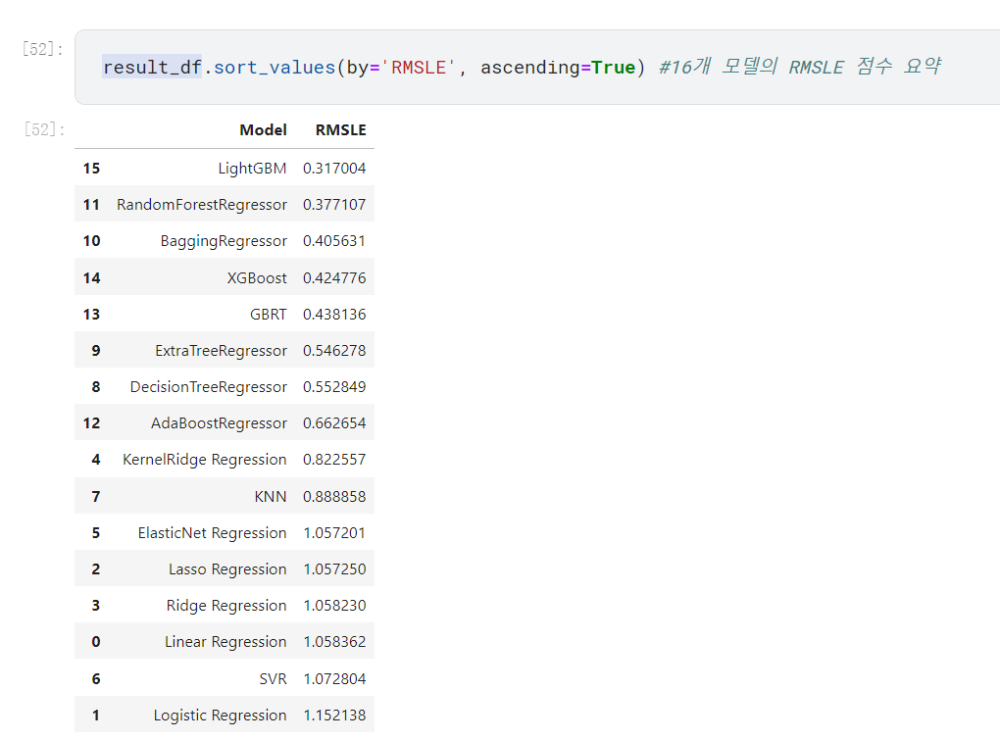 [52]:
result_df.sort_values(by='RMSLE', ascending=True) #16개 모델의 RMSLE 점수 요약
[52]:
Model RMSLE
15 LightGBM 0.317004
11 RandomForestRegressor 0.377107
10 BaggingRegressor 0.405631
14 XGBoost 0.424776
13 GBRT 0.438136
9 ExtraTreeRegressor 0.546278
8 DecisionTreeRegressor 0.552849
12 AdaBoostRegressor 0.662654
4 KernelRidge Regression 0.822557
7 KNN 0.888858
5 ElasticNet Regression 1.057201
2 Lasso Regression 1.057250
3 Ridge Regression 1.058230
0 Linear Regression 1.058362
6 SVR 1.072804
1 Logistic Regression 1.152138